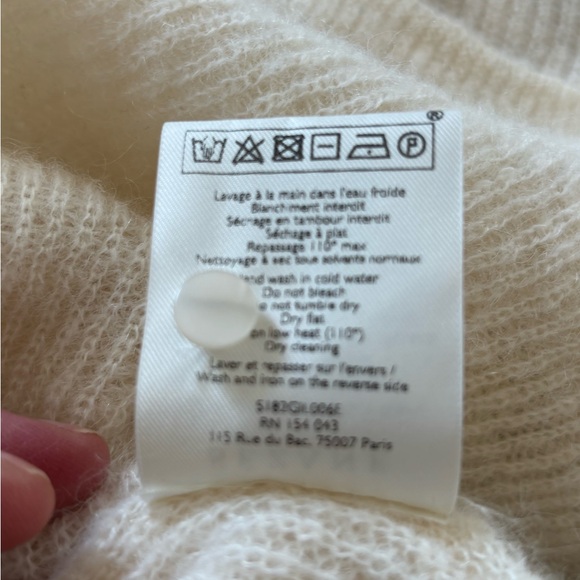 ®
P
Lavage à la main dans l'eau froide
Blanchiment interdit
Séchage en tambour interdit
Séchage à plat
Repassage 110° max
Nettoyage à sec tous solvants normaux
and wash in cold water
Do not bleach
o not tumble dry
Dry flat
on low heat (110°)
Dry cleaning
Laver et repasser sur l'envers /
Wash and iron on the reverse side
RN 154 043
115 Rue du Bac, 75007 Paris